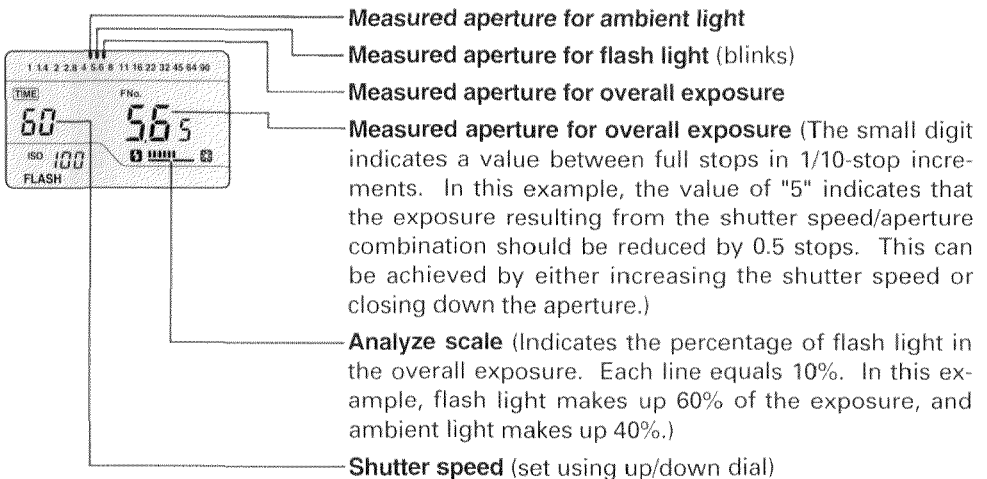 Measured aperture for ambient light
Measured aperture for flash light (blinks)
Measured aperture for overall exposure
Measured aperture for overall exposure (The small digit
indicates a value between full stops in 1/10-stop incre-
ments. In this example, the value of "5" indicates that
the exposure resulting from the shutter speed/aperture
combination should be reduced by 0.5 stops. This can
be achieved by either increasing the shutter speed or
closing down the aperture.)
Analyze scale (Indicates the percentage of flash light in
the overall exposure. Each line equals 10%. In this ex-
ample, flash light makes up 60% of the exposure, and
ambient light makes up 40%.)
Shutter speed (set using up/down dial)
1 1.4 2 2.8 4 5.6 8 11 16 22 32 45 64 90
TIME FNo.
60 5.6 5
ISO 100
FLASH